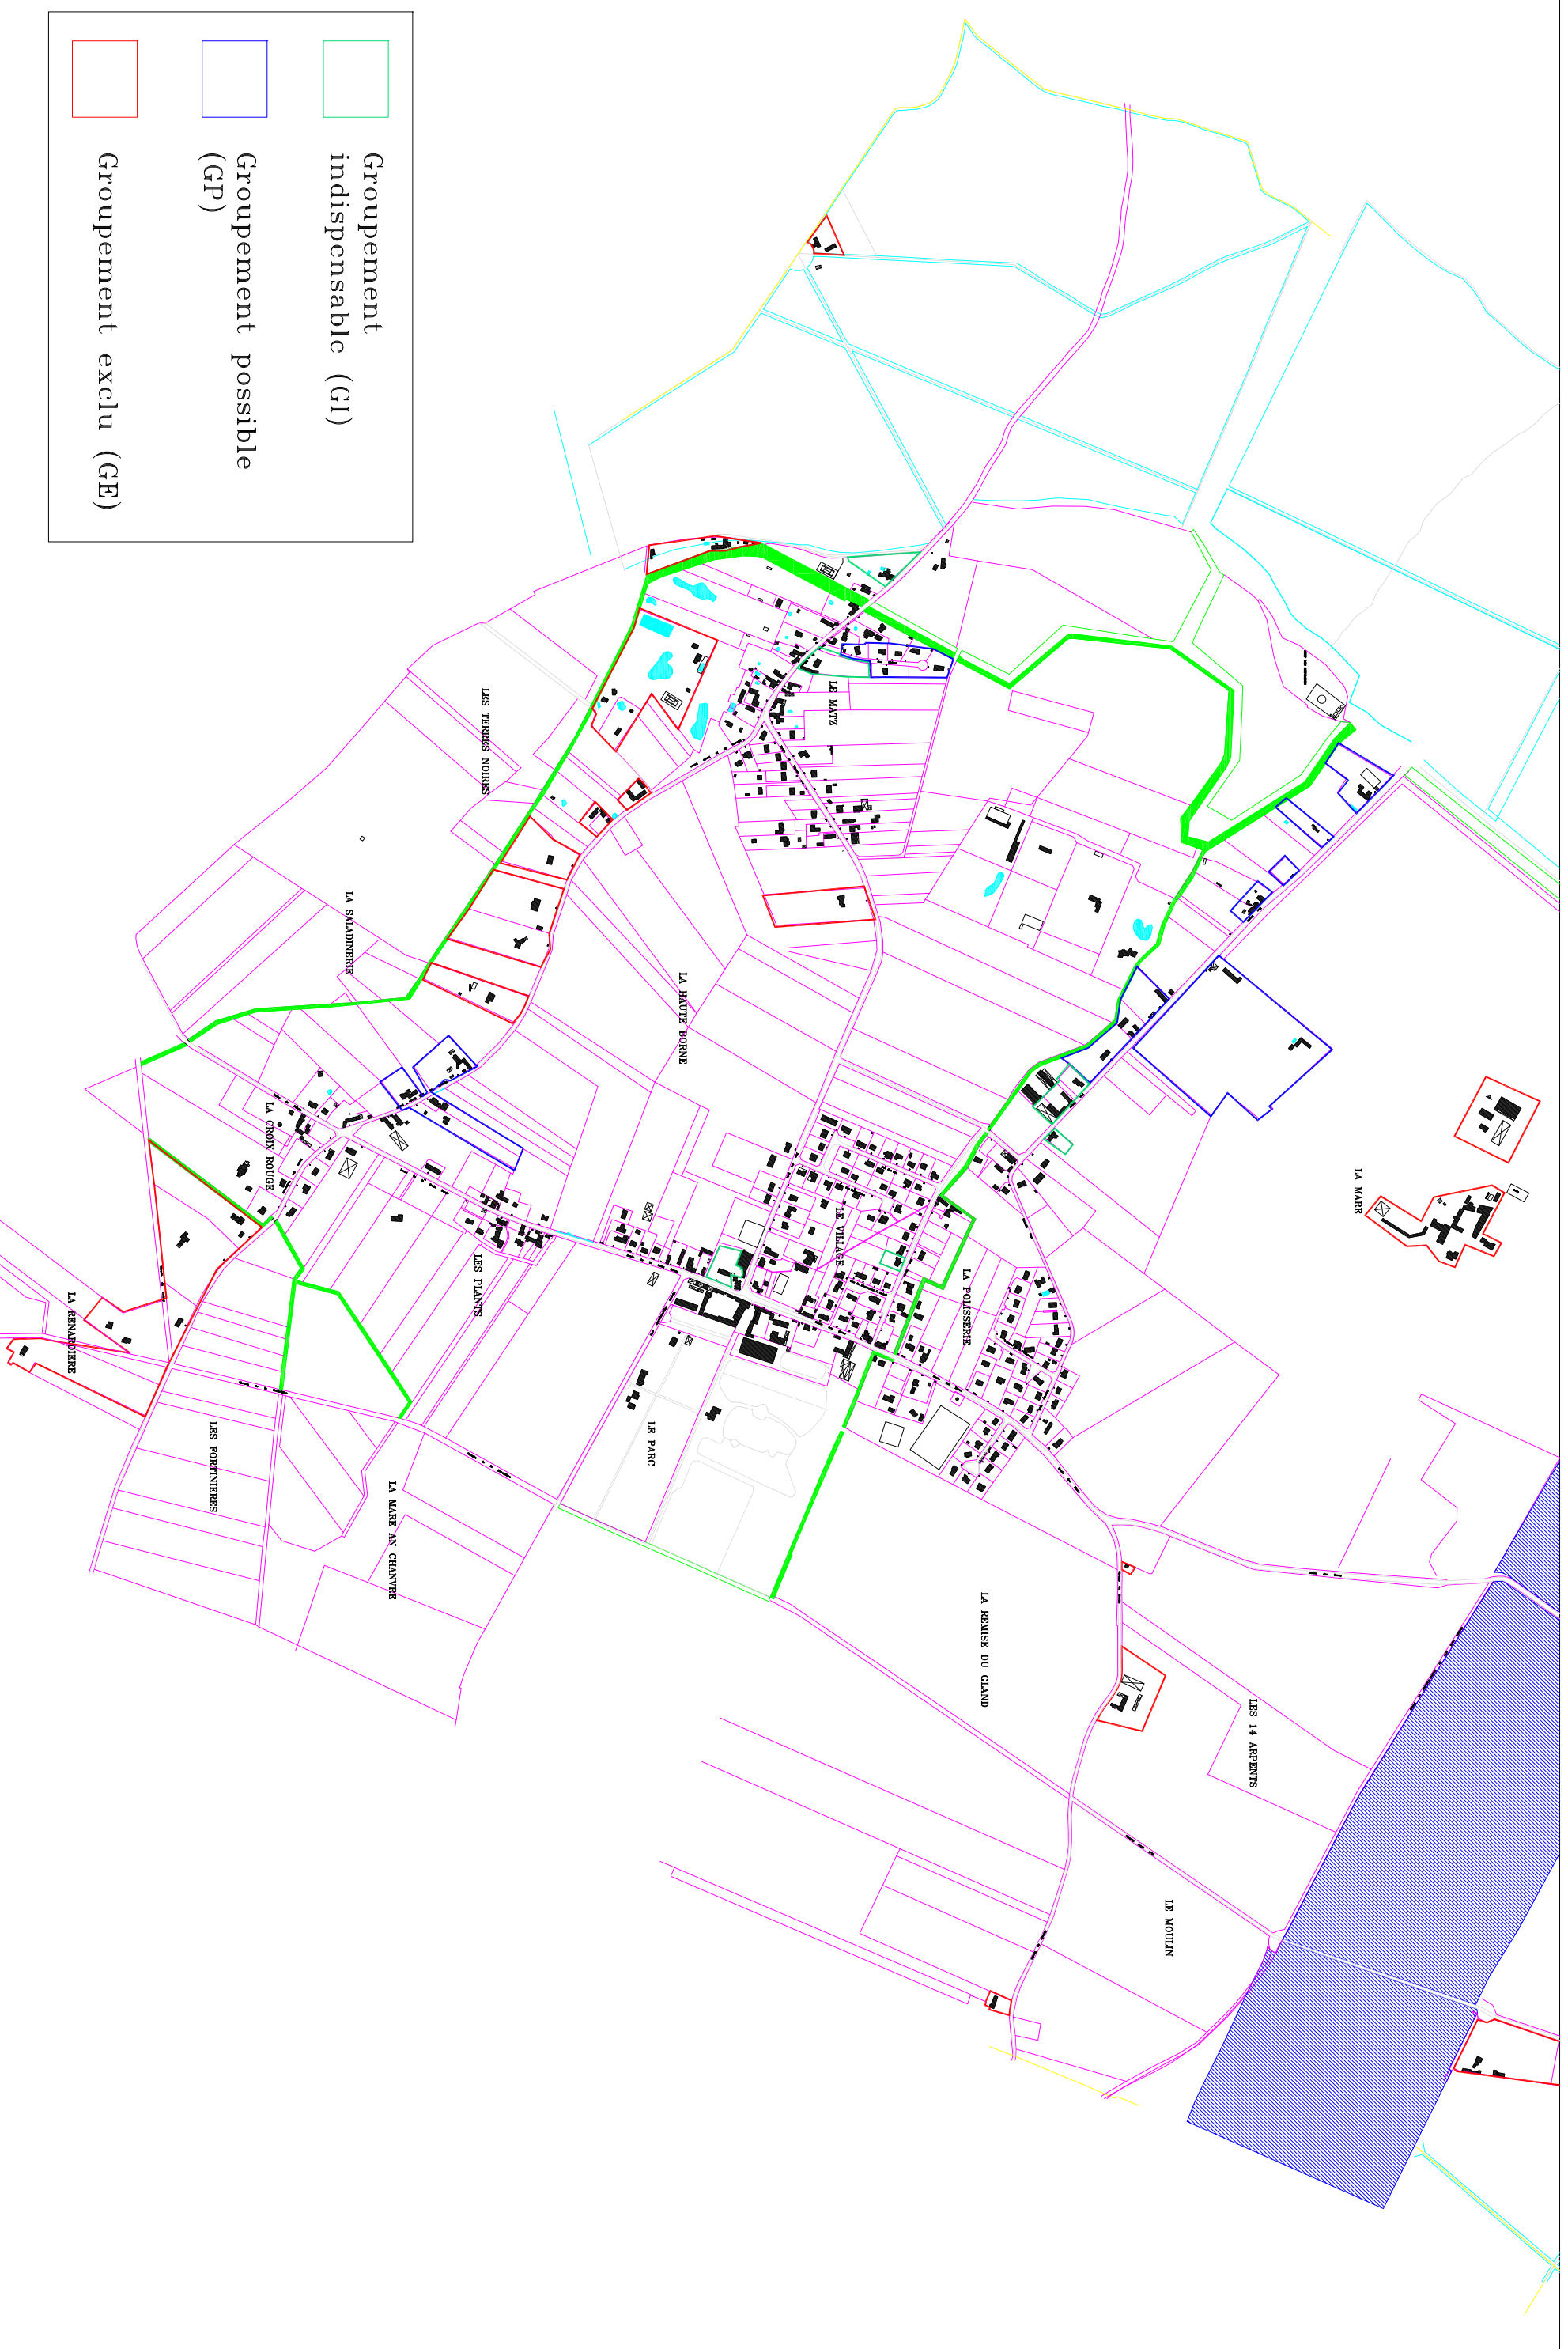 Groupement
indispensable (GI)
Groupement possible
(GP)
Groupement exclu (GE)
LA MARE
LE MATZ
LES TERRES NOIRES
LA SALADINERIE
LA HAUTE BORNE
LA CROIX ROUGE
LE VILLAGE
LA POLISSERIE
LES PLANTS
LA RENARDIERE
LE PARC
LES FORTINIERES
LA MARE AN CHANVRE
LA REMISE DU GLAND
LES 14 ARPENTS
LE MOULIN